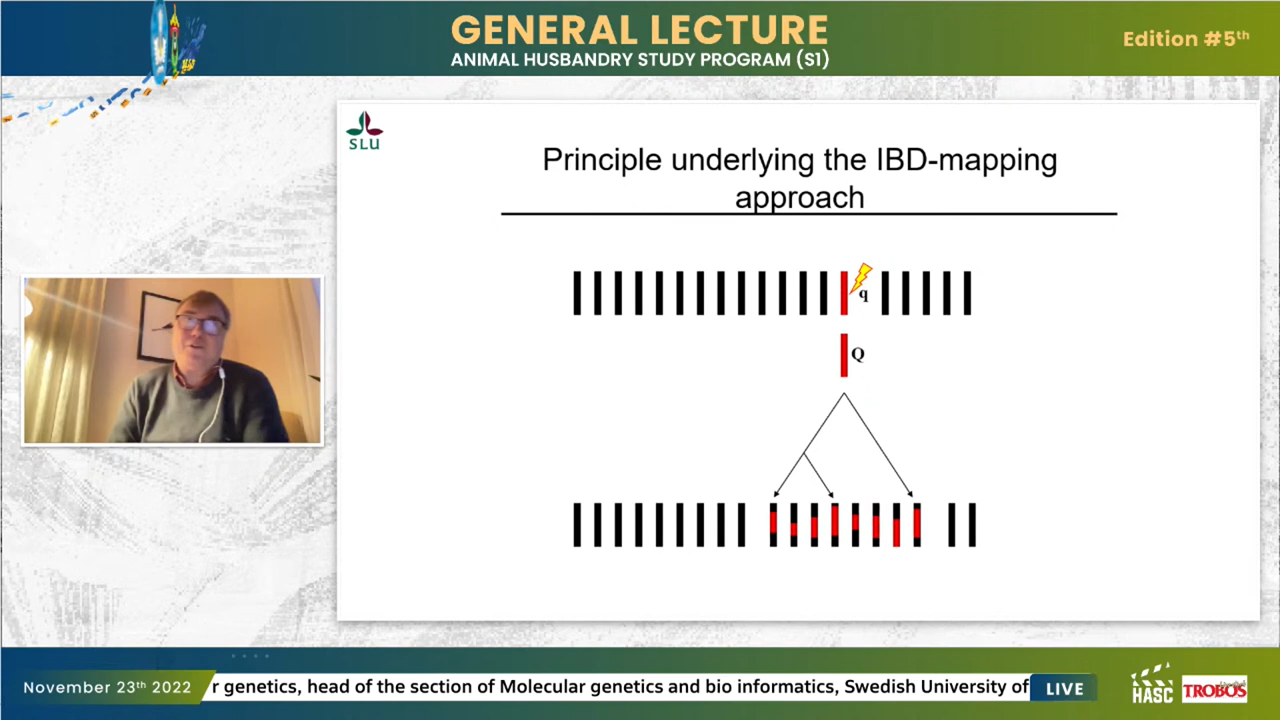 GENERAL LECTURE
ANIMAL HUSBANDRY STUDY PROGRAM (S1)
Edition #5th
SLU
Principle underlying the IBD-mapping
approach
q
Q
November 23th 2022
r genetics, head of the section of Molecular genetics and bio informatics, Swedish University of
LIVE
HASC
TROBOS